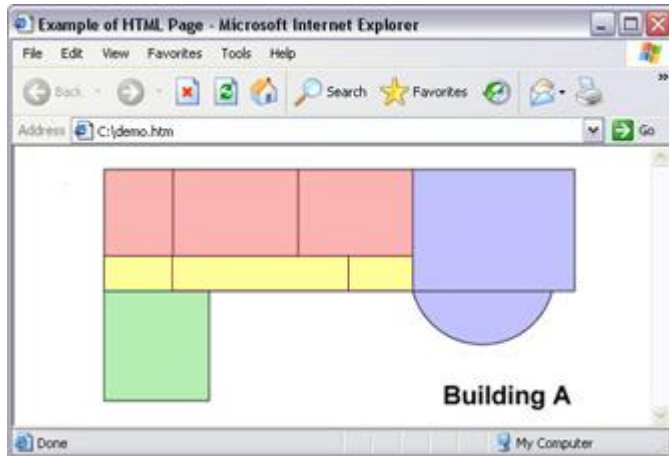 Example of HTML Page - Microsoft Internet Explorer
File Edit View Favorites Tools Help
Back Search Favorites »
Address C:\demo.htm Go
Building A
Done My Computer